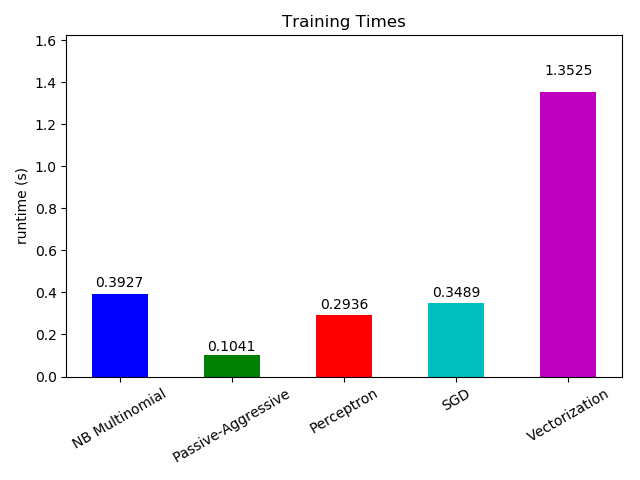 Training Times
1.6
1.4
1.2
1.0
0.8
0.6
0.4
0.2
0.0
runtime (s)
0.3927
0.1041
0.2936
0.3489
1.3525
NB Multinomial
Passive-Aggressive
Perceptron
SGD
Vectorization